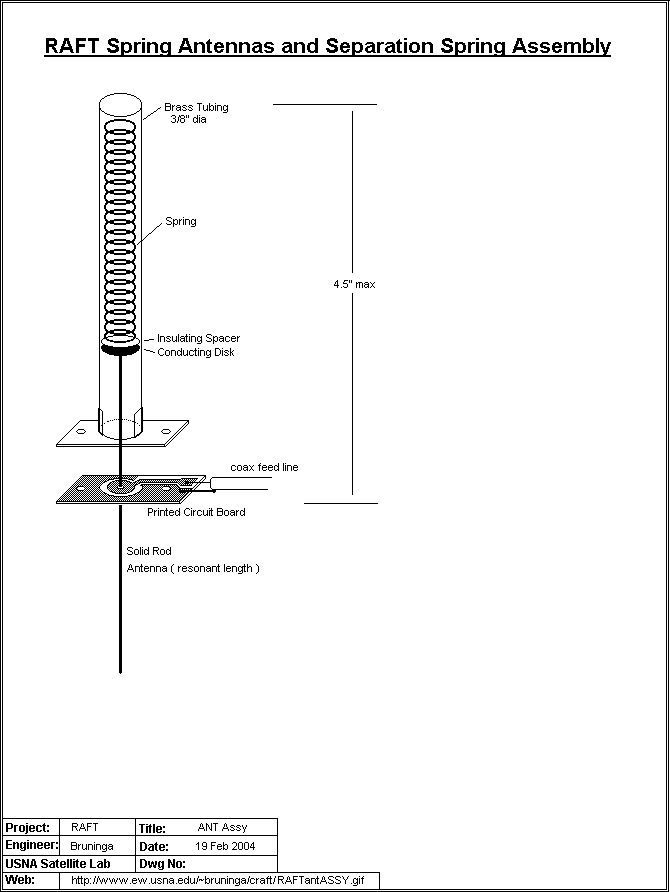 RAFT Spring Antennas and Separation Spring Assembly
Brass Tubing
3/8" dia
Spring
4.5" max
Insulating Spacer
Conducting Disk
coax feed line
Printed Circuit Board
Solid Rod
Antenna ( resonant length )
Project: RAFT Title: ANT Assy
Engineer: Bruninga Date: 19 Feb 2004
USNA Satellite Lab Dwg No:
Web: http://www.ew.usna.edu/~bruninga/craft/RAFTantASSY.gif